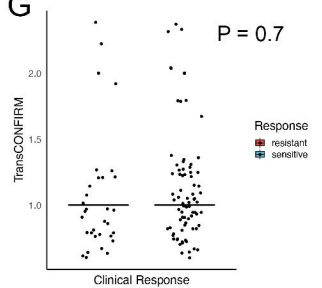 G
P = 0.7
2.0
1.5
1.0
TransCONFIRM
Clinical Response
Response
resistant
sensitive